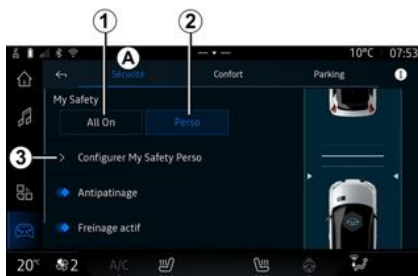 1
2
A
10°C 07:53
Sécurité Confort Parking
My Safety
All On Perso
3
Configurer My Safety Perso
Antipatinage
Freinage actif
20°C 2 A/C